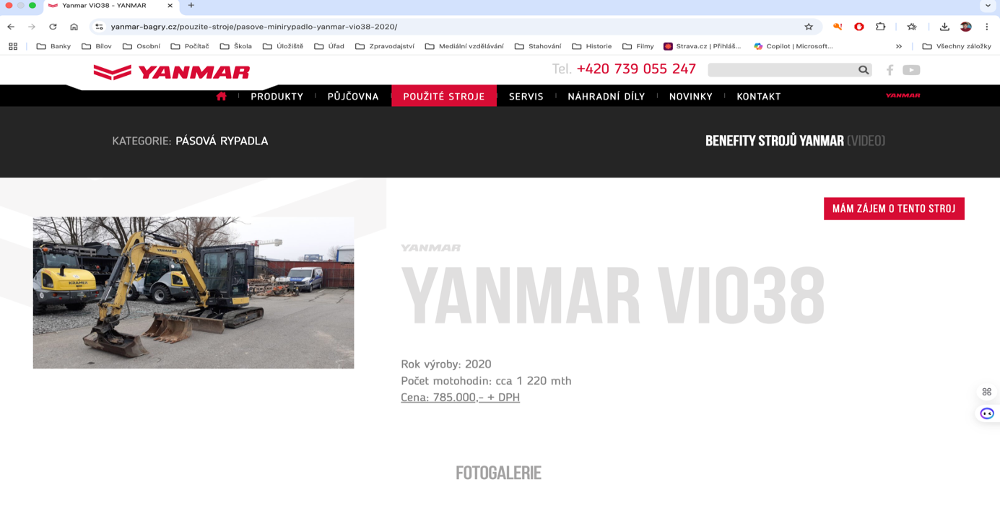 Yanmar ViO38 - YANMAR
yanmar-bagry.cz/pouzite-stroje/pasove-minirypadlo-yanmar-vio38-2020/
Banky Bílov Osobní Počítač Škola Úložiště Úřad Zpravodajství Mediální vzdělávání Stahování Historie Filmy Strava.cz | Přihláš... Copilot | Microsoft... Všechny záložky
YANMAR
Tel. +420 739 055 247
PRODUKTY PŮJČOVNA POUŽITÉ STROJE SERVIS NÁHRADNÍ DÍLY NOVINKY KONTAKT YANMAR
KATEGORIE: PÁSOVÁ RYPADLA
BENEFITY STROJŮ YANMAR (VIDEO)
MÁM ZÁJEM O TENTO STROJ
KRAMER
YANMAR
YANMAR
YANMAR VIO38
Rok výroby: 2020
Počet motohodin: cca 1 220 mth
Cena: 785.000,- + DPH
FOTOGALERIE